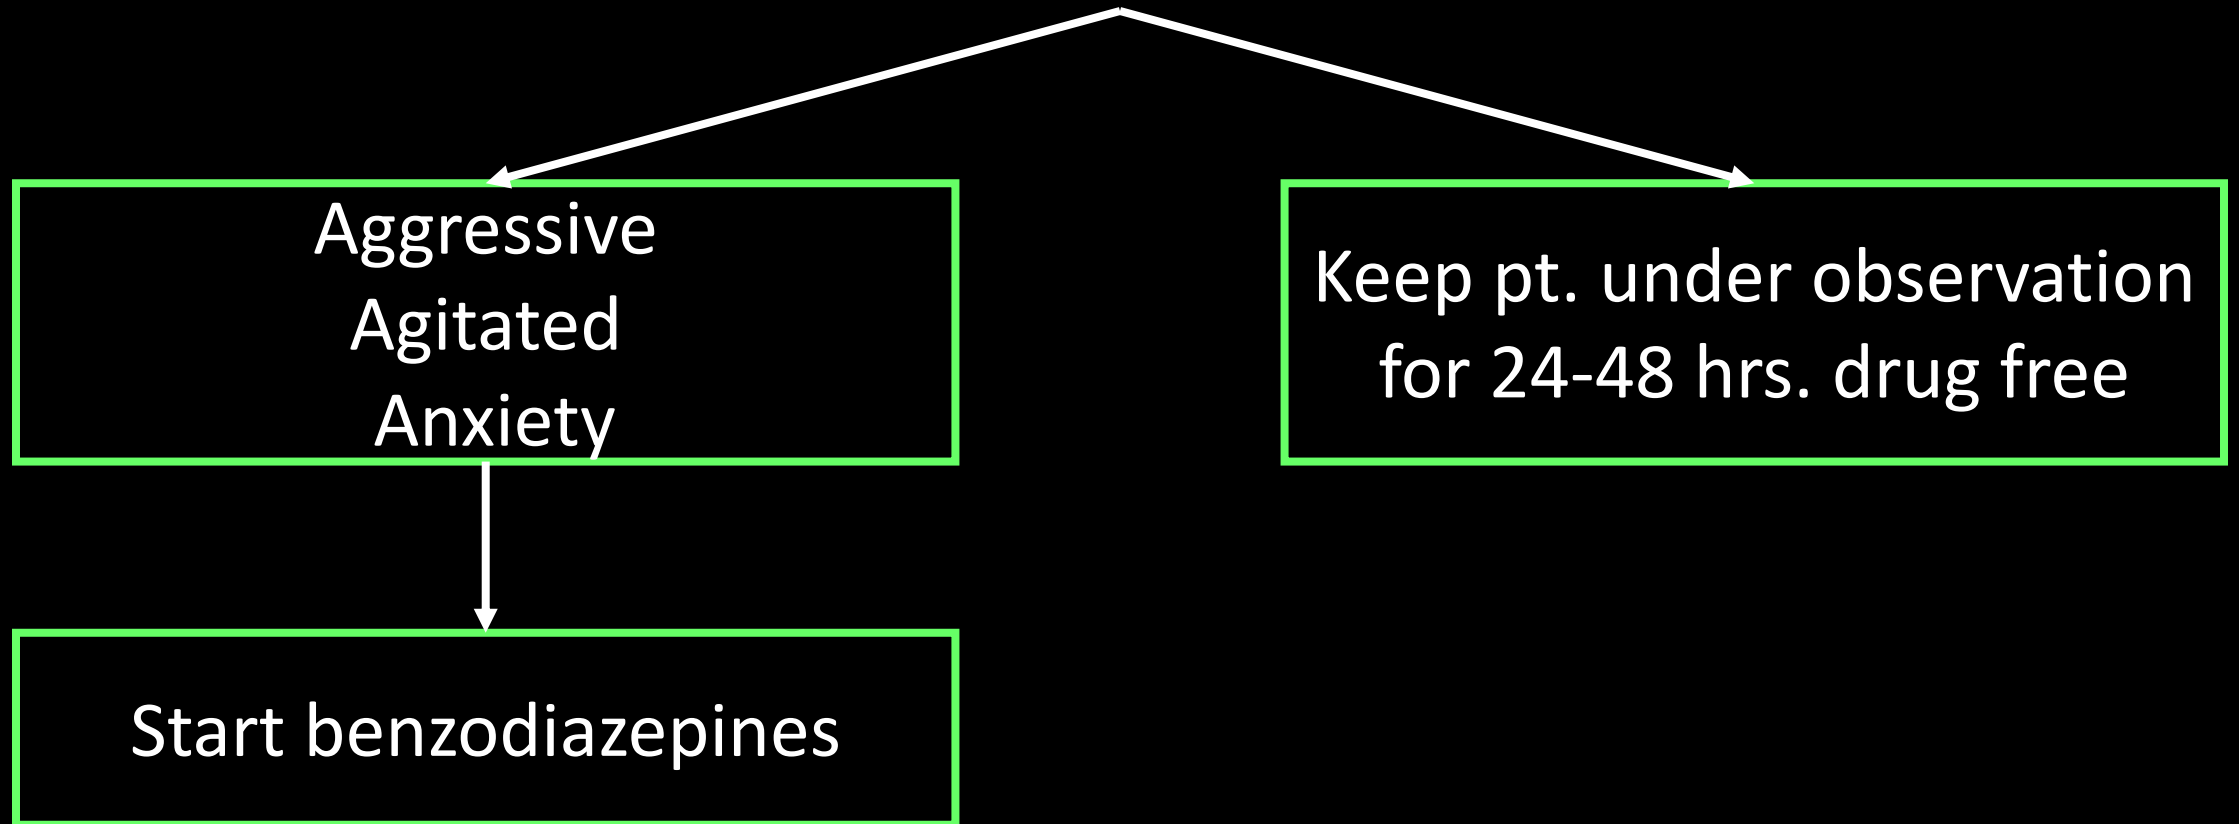 Aggressive
Agitated
Anxiety
Keep pt. under observation
for 24-48 hrs. drug free
Start benzodiazepines